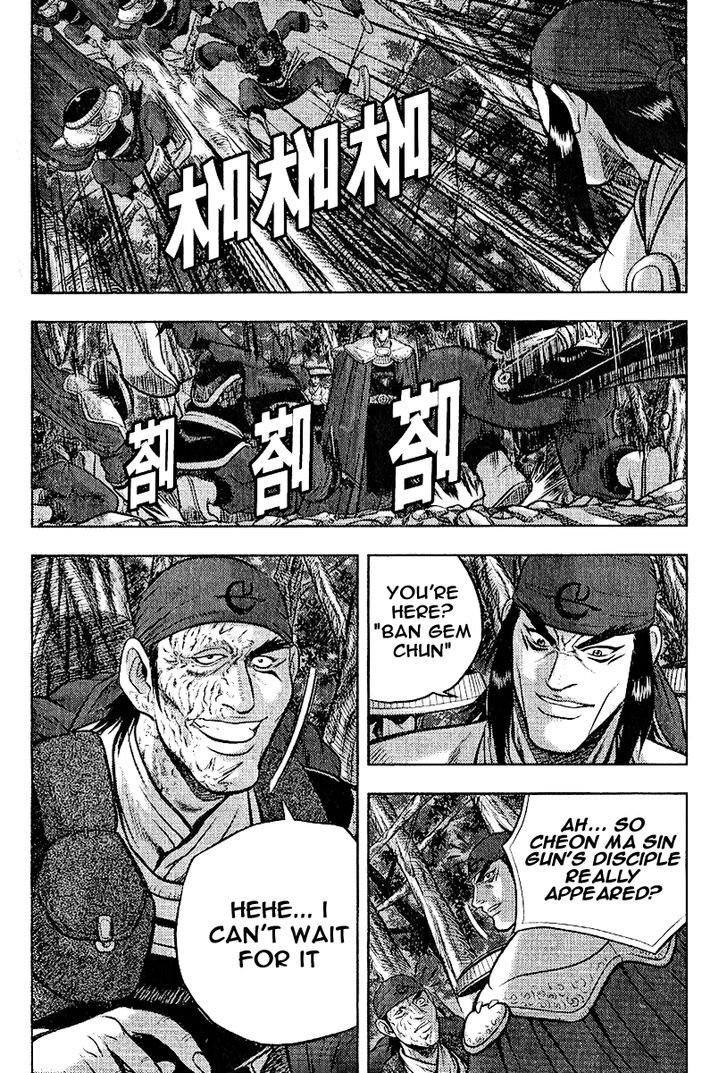 YOU'RE
HERE?
"BAN GEM
CHUN"
AH... SO
CHEON MA SIN
GUN'S DISCIPLE
REALLY
APPEARED?
HEHE... I
CAN'T WAIT
FOR IT